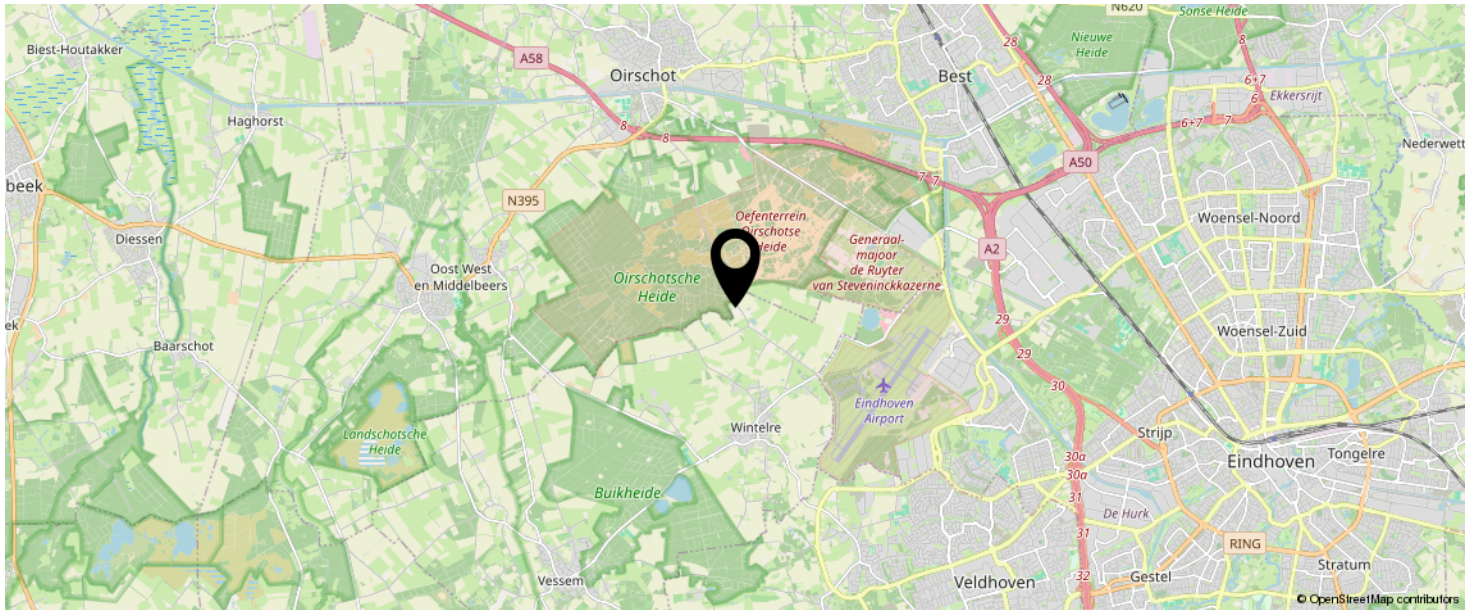 N620
Sonse Heide
Biest-Houtakker
28
Nieuwe
Heide
8
A58
Oirschot
Best
28
6+7
Ekkersrijt
6
Haghorst
8
8
6+7
7
Nederwett
A50
beek
7
7
N395
Oefenterrein
Oirschotse
Heide
Woensel-Noord
Diessen
Generaal-
majoor
de Ruyter
van Steveninckkazerne
A2
Oost West
en Middelbeers
Oirschotsche
Heide
29
ek
Baarschot
Woensel-Zuid
29
30
Eindhoven
Airport
Landschotsche
Heide
Wintelre
Strijp
30a
Eindhoven
Tongelre
30a
Buikheide
31
De Hurk
31
RING
Vessem
Veldhoven
32
Gestel
Stratum
© OpenStreetMap contributors